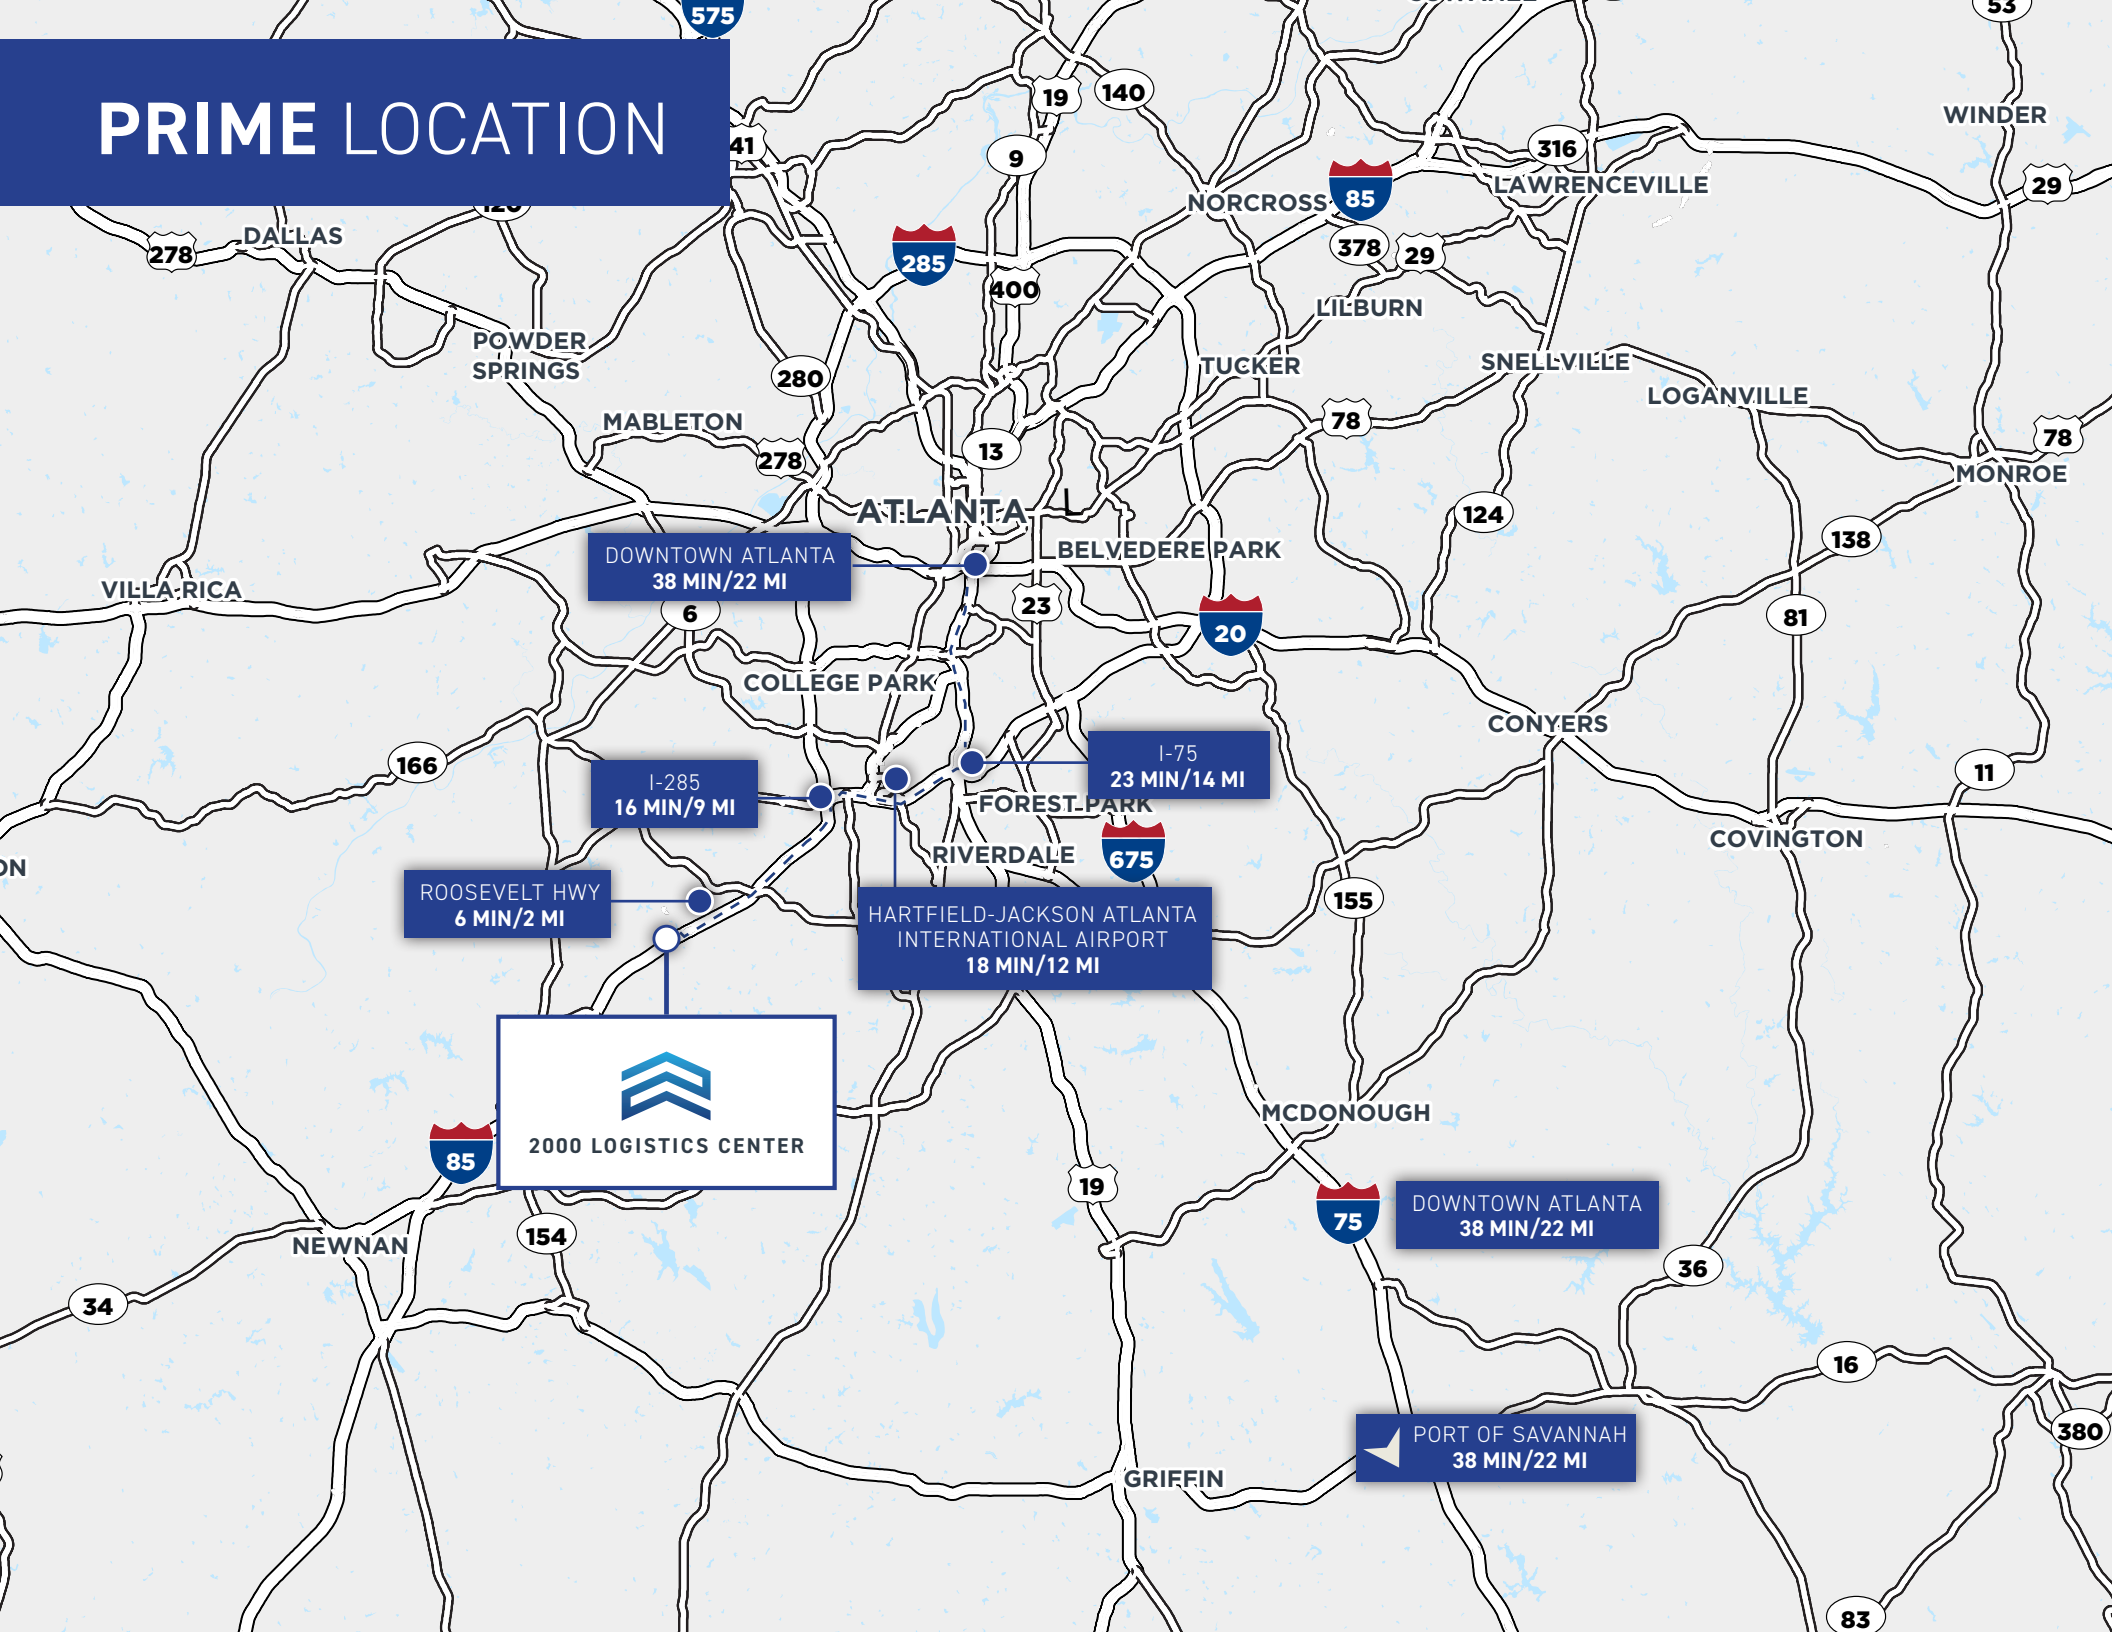 575
53
PRIME LOCATION
19
140
WINDER
41
9
316
LAWRENCEVILLE
29
85
NORCROSS
278
DALLAS
285
378
29
400
LILBURN
POWDER
SPRINGS
280
TUCKER
SNELLVILLE
LOGANVILLE
MABLETON
78
278
13
78
MONROE
ATLANTA
124
138
DOWNTOWN ATLANTA
38 MIN/22 MI
BELVEDERE PARK
VILLA RICA
6
23
20
81
COLLEGE PARK
CONYERS
166
I-75
23 MIN/14 MI
11
I-285
16 MIN/9 MI
FOREST PARK
COVINGTON
RIVERDALE
675
ON
ROOSEVELT HWY
6 MIN/2 MI
155
HARTFIELD-JACKSON ATLANTA
INTERNATIONAL AIRPORT
18 MIN/12 MI
2000 LOGISTICS CENTER
MCDONOUGH
85
19
75
DOWNTOWN ATLANTA
38 MIN/22 MI
154
NEWNAN
36
34
16
PORT OF SAVANNAH
38 MIN/22 MI
380
GRIFFIN
83